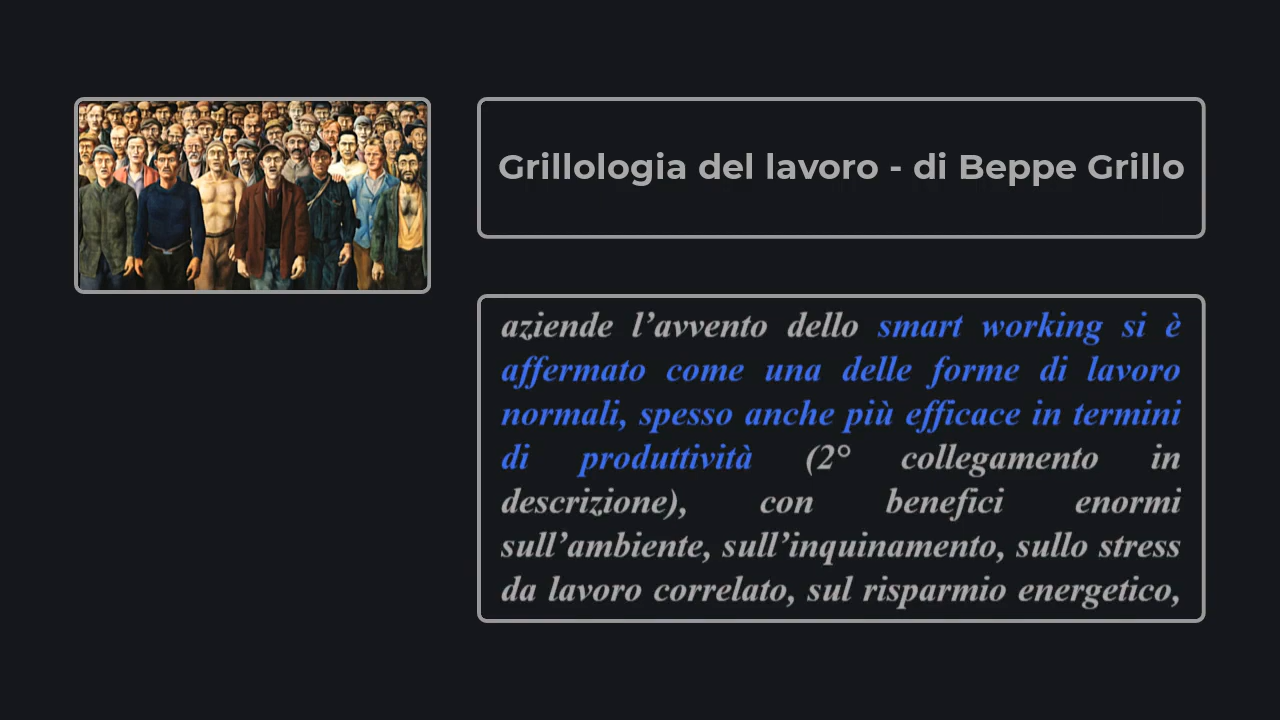 Grillologia del lavoro - di Beppe Grillo
aziende l’avvento dello smart working si è
affermato come una delle forme di lavoro
normali, spesso anche più efficace in termini
di produttività (2° collegamento in
descrizione), con benefici enormi
sull’ambiente, sull’inquinamento, sullo stress
da lavoro correlato, sul risparmio energetico,